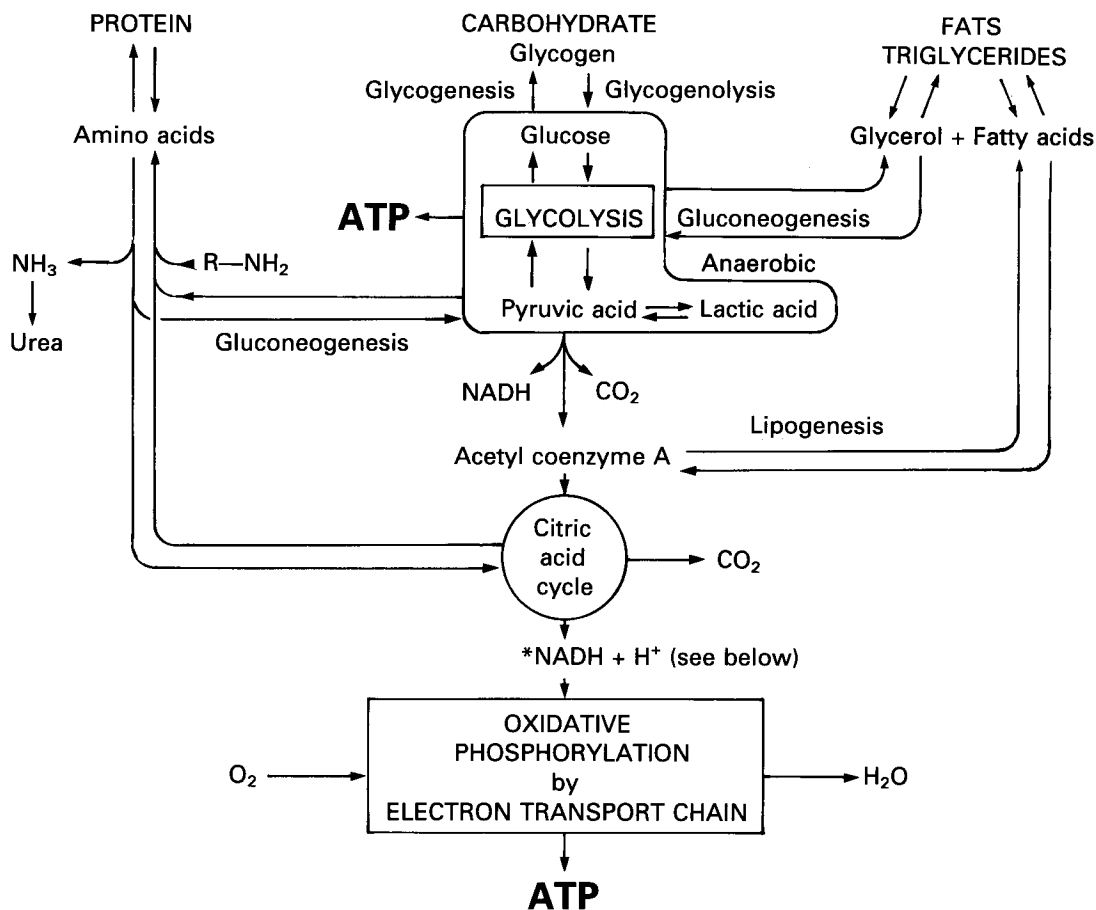 PROTEIN
CARBOHYDRATE
FATS
TRIGLYCERIDES
Glycogen
Glycogenesis
Glycogenolysis
Amino acids
Glucose
Glycerol + Fatty acids
ATP
GLYCOLYSIS
Gluconeogenesis
NH₃
R—NH₂
Anaerobic
Pyruvic acid
Lactic acid
Urea
Gluconeogenesis
NADH
CO₂
Lipogenesis
Acetyl coenzyme A
Citric
acid
cycle
CO₂
*NADH + H⁺ (see below)
OXIDATIVE
PHOSPHORYLATION
by
ELECTRON TRANSPORT CHAIN
O₂
H₂O
ATP